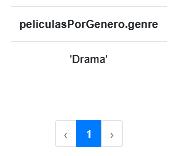 peliculasPorGenero.genre
'Drama'
‹ 1 ›